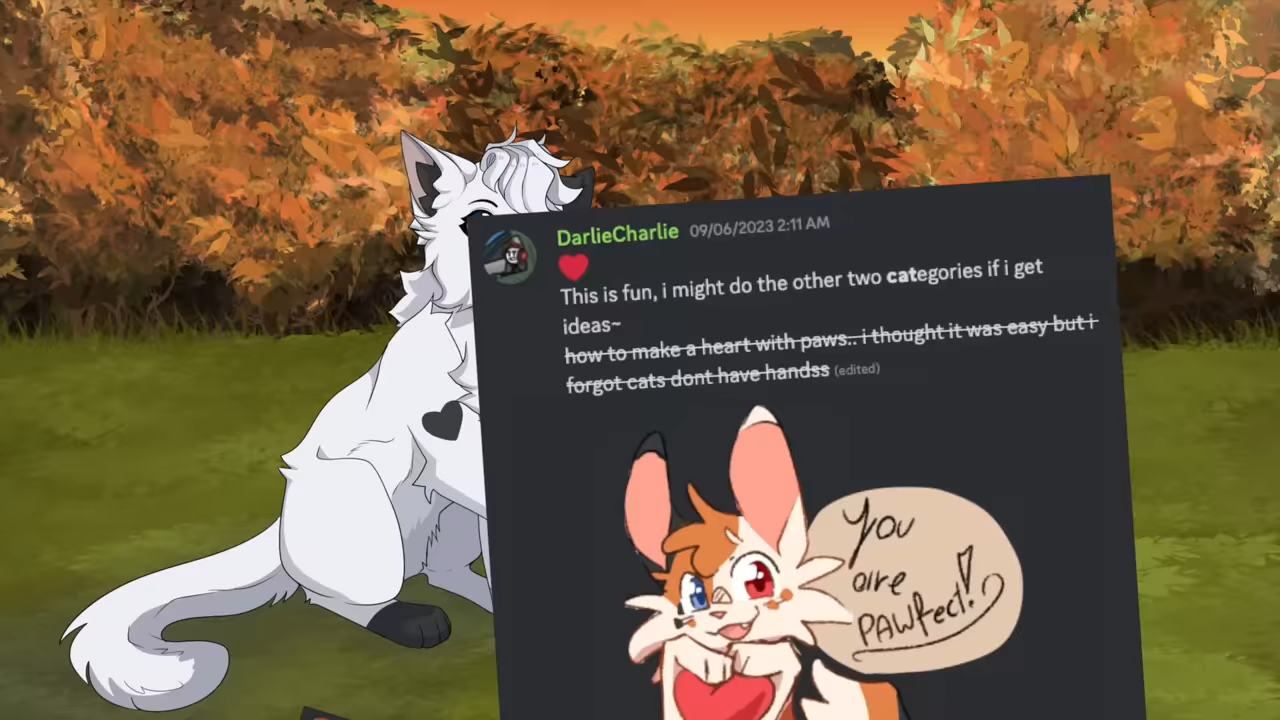 DarlieCharlie 09/06/2023 2:11 AM
This is fun, i might do the other two categories if i get
ideas~
how to make a heart with paws.. i thought it was easy but i
forgot cats dont have handss (edited)
You
are
PAWfect!